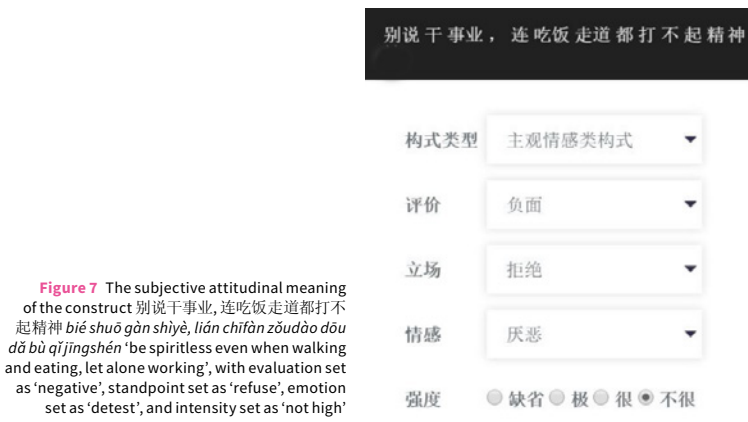 别说干事业，连吃饭走道都打不起精神
构式类型 主观情感类构式
评价 负面
立场 拒绝
情感 厌恶
强度 缺省 极 很 不很
Figure 7 The subjective attitudinal meaning
of the construct 别说干事业, 连吃饭走道都打不
起精神 bié shuō gàn shìyè, lián chīfàn zǒudào dōu
dǎ bù qǐ jīngshén ‘be spiritless even when walking
and eating, let alone working’, with evaluation set
as ‘negative’, standpoint set as ‘refuse’, emotion
set as ‘detest’, and intensity set as ‘not high’